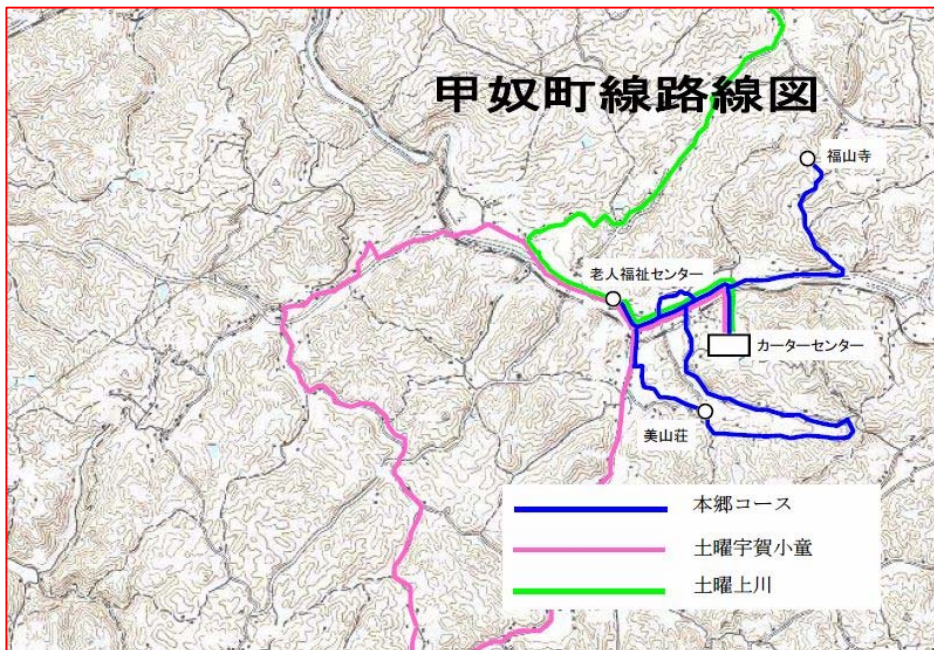 甲奴町線路線図
福山寺
老人福祉センター
カーターセンター
美山荘
本郷コース
土曜宇賀小童
土曜上川